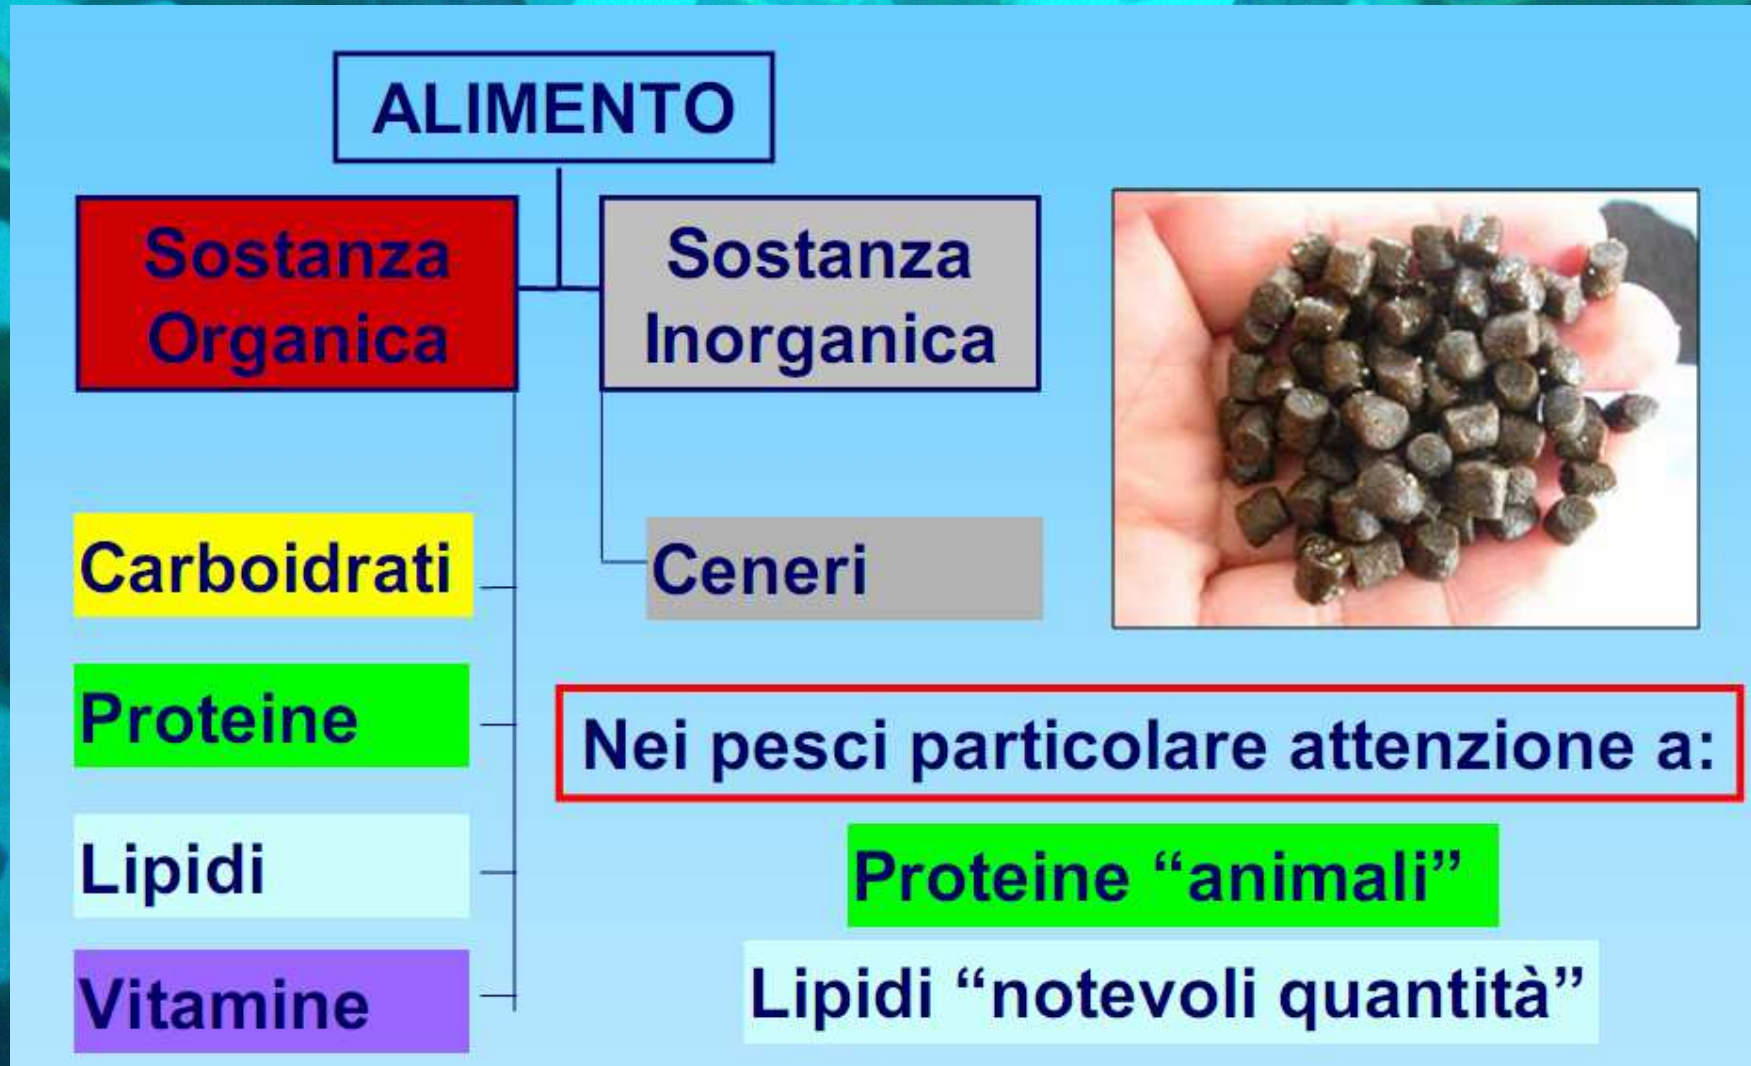 ALIMENTO
Sostanza
Organica
Sostanza
Inorganica
Carboidrati
Ceneri
Proteine
Lipidi
Vitamine
Nei pesci particolare attenzione a:
Proteine “animali”
Lipidi “notevoli quantità”